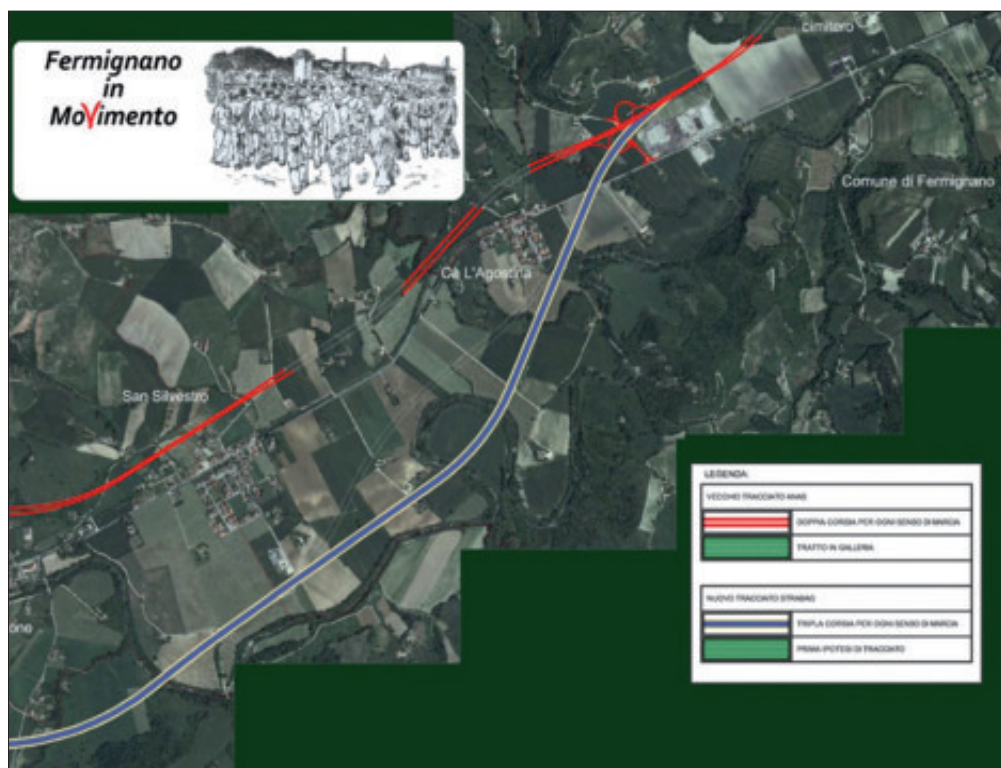 Fermignano
in
MoVimento
cimitero
Comune di Fermignano
Cà L'Agostina
San Silvestro
one
LEGENDA:
VECCHIO TRACCIATO ANAS
DOPPIA CORSIA PER OGNI SENSO DI MARCIA
TRATTO IN GALLERIA
NUOVO TRACCIATO STRABAG
TRIPLA CORSIA PER OGNI SENSO DI MARCIA
PRIMA IPOTESI DI TRACCIATO